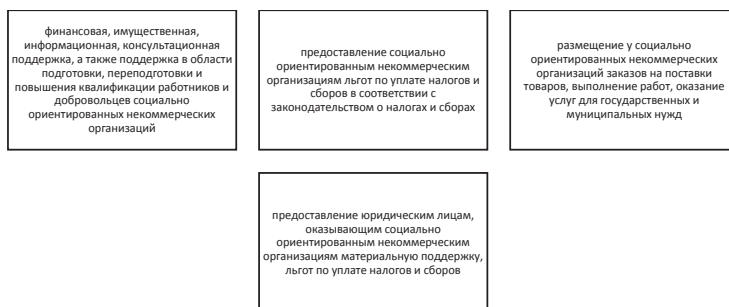 финансовая, имущественная,
информационная, консультационная
поддержка, а также поддержка в области
подготовки, переподготовки и
повышения квалификации работников и
добровольцев социально
ориентированных некоммерческих
организаций
предоставление социально
ориентированным некоммерческим
организациям льгот по уплате налогов и
сборов в соответствии с
законодательством о налогах и сборах
размещение у социально
ориентированных некоммерческих
организаций заказов на поставки
товаров, выполнение работ, оказание
услуг для государственных и
муниципальных нужд
предоставление юридическим лицам,
оказывающим социально
ориентированным некоммерческим
организациям материальную поддержку,
льгот по уплате налогов и сборов